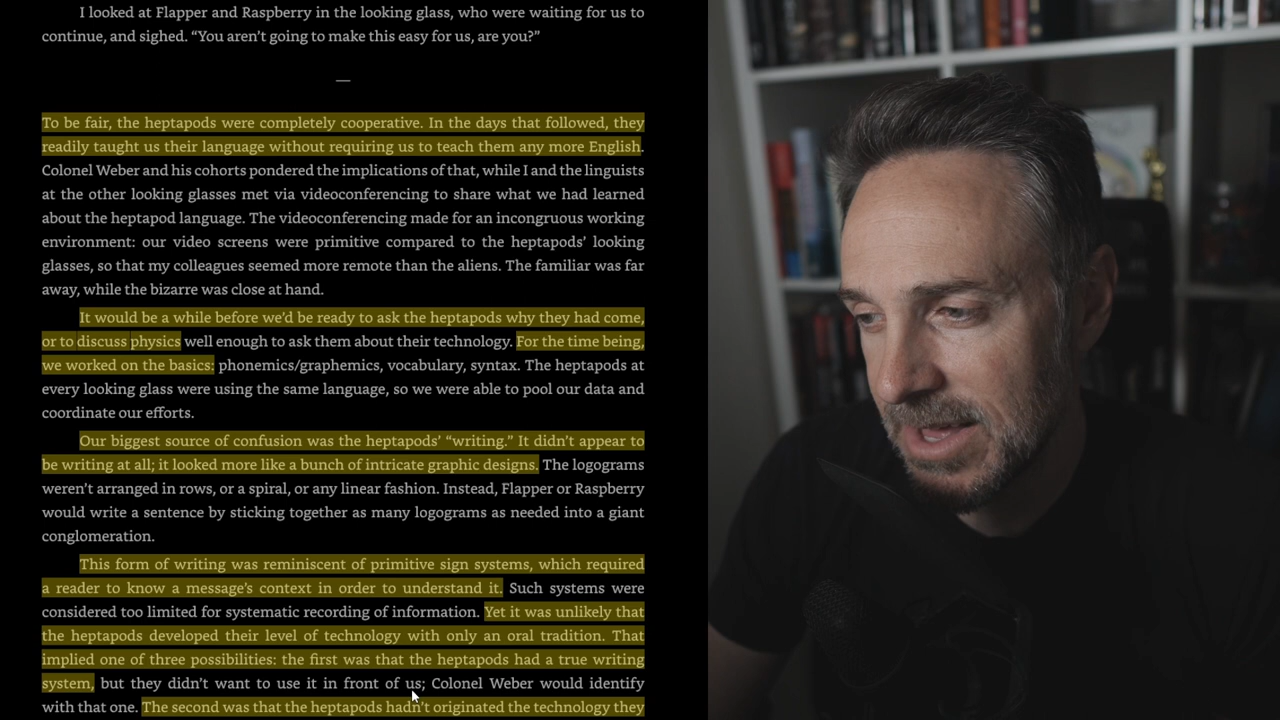 I looked at Flapper and Raspberry in the looking glass, who were waiting for us to
continue, and sighed. “You aren’t going to make this easy for us, are you?”
—
To be fair, the heptapods were completely cooperative. In the days that followed, they
readily taught us their language without requiring us to teach them any more English.
Colonel Weber and his cohorts pondered the implications of that, while I and the linguists
at the other looking glasses met via videoconferencing to share what we had learned
about the heptapod language. The videoconferencing made for an incongruous working
environment: our video screens were primitive compared to the heptapods’ looking
glasses, so that my colleagues seemed more remote than the aliens. The familiar was far
away, while the bizarre was close at hand.
It would be a while before we’d be ready to ask the heptapods why they had come,
or to discuss physics well enough to ask them about their technology. For the time being,
we worked on the basics: phonemics/graphemics, vocabulary, syntax. The heptapods at
every looking glass were using the same language, so we were able to pool our data and
coordinate our efforts.
Our biggest source of confusion was the heptapods’ “writing.” It didn’t appear to
be writing at all; it looked more like a bunch of intricate graphic designs. The logograms
weren’t arranged in rows, or a spiral, or any linear fashion. Instead, Flapper or Raspberry
would write a sentence by sticking together as many logograms as needed into a giant
conglomeration.
This form of writing was reminiscent of primitive sign systems, which required
a reader to know a message’s context in order to understand it. Such systems were
considered too limited for systematic recording of information. Yet it was unlikely that
the heptapods developed their level of technology with only an oral tradition. That
implied one of three possibilities: the first was that the heptapods had a true writing
system, but they didn’t want to use it in front of us; Colonel Weber would identify
with that one. The second was that the heptapods hadn’t originated the technology they